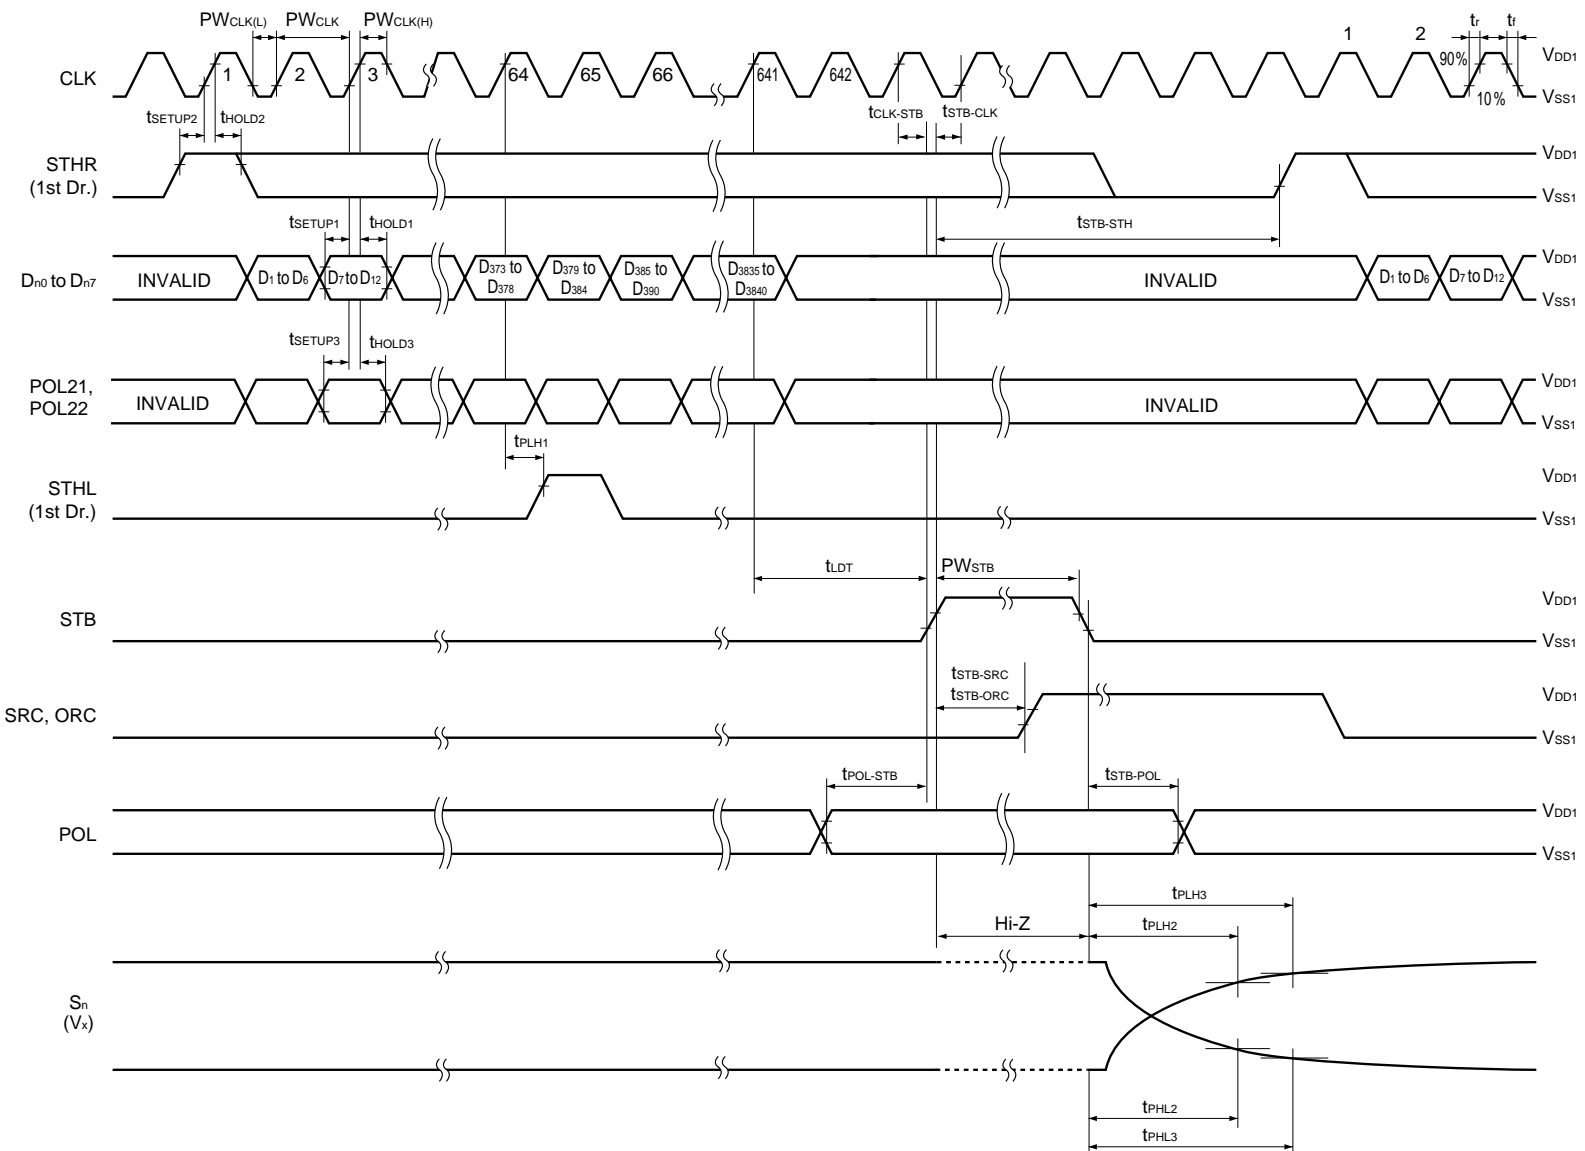 PWCLK(L) PWCLK PWCLK(H) 1 2 tr tf
CLK 1 2 3 64 65 66 641 642 90% 10% VDD1
VSS1
tSETUP2 tHOLD2 tCLK-STB tSTB-CLK
STHR
(1st Dr.)
VDD1
VSS1
tSETUP1 tHOLD1 tSTB-STH
Dn0 to Dn7 INVALID D1 to D6 D7 to D12 D373 to
D378 D379 to
D384 D385 to
D390 D3835 to
D3840 INVALID D1 to D6 D7 to D12 VDD1
VSS1
tSETUP3 tHOLD3
POL21,
POL22
INVALID INVALID VDD1
VSS1
tPLH1
STHL
(1st Dr.)
VDD1
VSS1
tLDT PWSTB
STB VDD1
VSS1
tSTB-SRC
tSTB-ORC
SRC, ORC VDD1
VSS1
tPOL-STB tSTB-POL
POL VDD1
VSS1
tPLH3
Hi-Z tPLH2
Sn
(Vx)
tPHL2
tPHL3